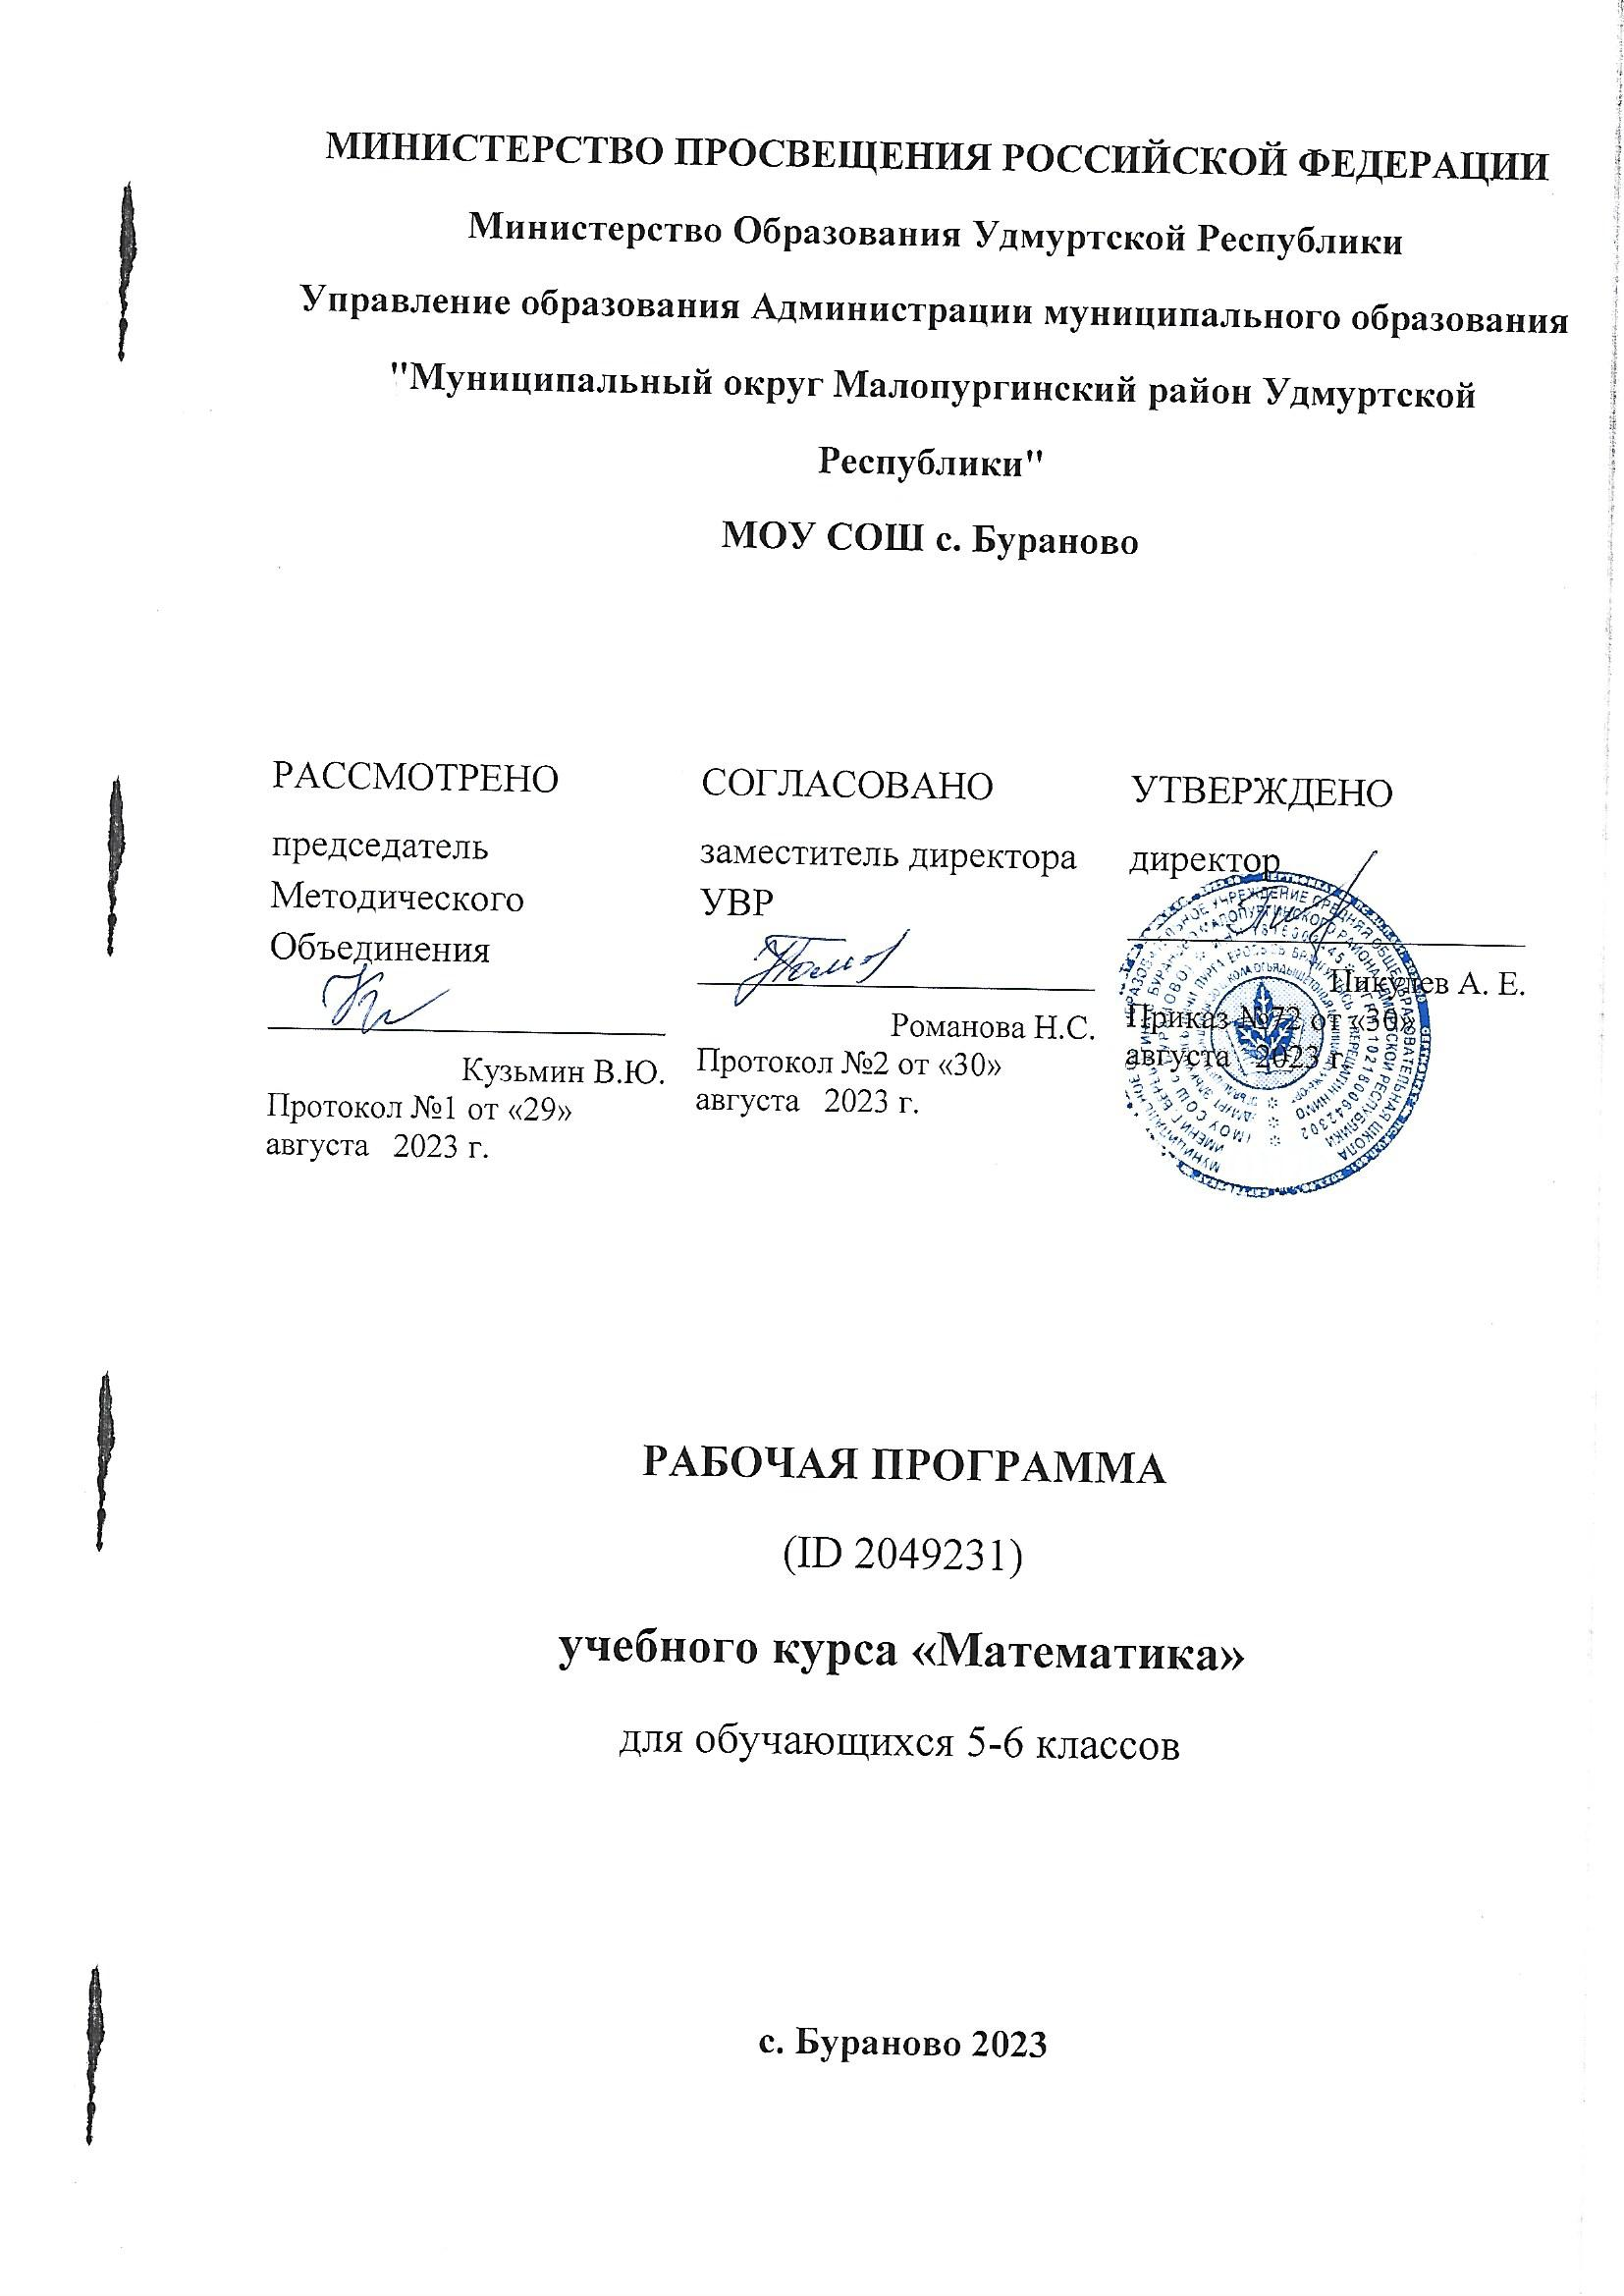 МИНИСТЕРСТВО ПРОСВЕЩЕНИЯ РОССИЙСКОЙ ФЕДЕРАЦИИ
Министерство Образования Удмуртской Республики
Управление образования Администрации муниципального образования
"Муниципальный округ Малопургинский район Удмуртской
Республики"
МОУ СОШ с. Бураново
РАССМОТРЕНО
председатель
Методического
Объединения
Кузьмин В.Ю.
Протокол №1 от «29»
августа 2023 г.
СОГЛАСОВАНО
заместитель директора
УВР
Романова Н.С.
Протокол №2 от «30»
августа 2023 г.
УТВЕРЖДЕНО
директор
Пикулев А. Е.
Приказ №72 от «30»
августа 2023 г.
РАБОЧАЯ ПРОГРАММА
(ID 2049231)
учебного курса «Математика»
для обучающихся 5-6 классов
с. Бураново 2023